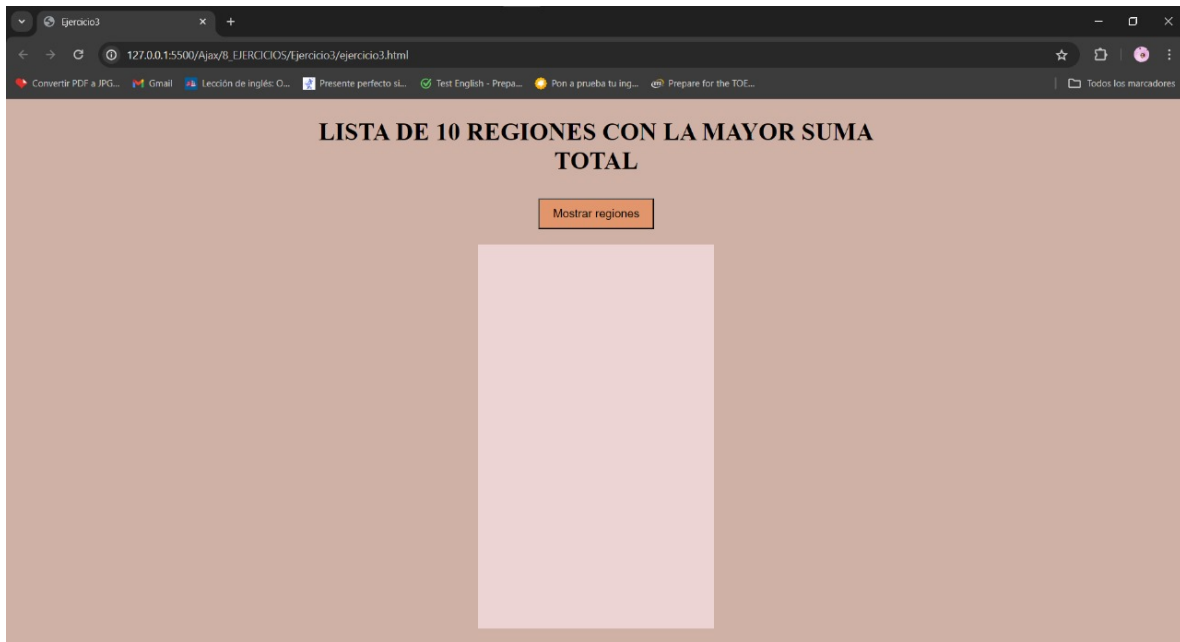 Ejercicio3
127.0.0.1:5500/Ajax/8_EJERCICIOS/Ejercicio3/ejercicio3.html
Convertir PDF a JPG... Gmail Lección de inglés: O... Presente perfecto si... Test English - Prepa... Pon a prueba tu ing... Prepare for the TOE... Todos los marcadores
LISTA DE 10 REGIONES CON LA MAYOR SUMA
TOTAL
Mostrar regiones